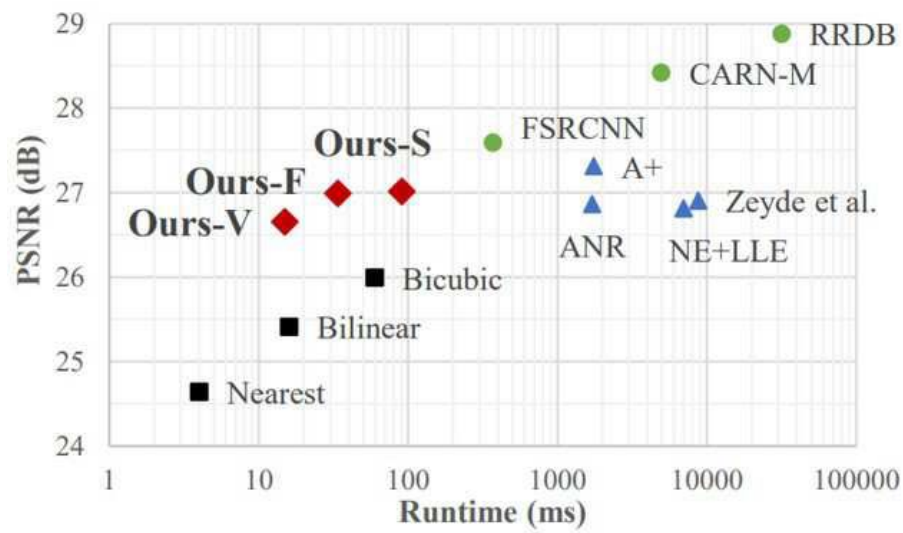 29
RRDB
CARN-M
28
FSRCNN
Ours-S
A+
Ours-F
27
Zeyde et al.
Ours-V
ANR
NE+LLE
PSNR (dB)
26
Bicubic
Bilinear
25
Nearest
24
1
10
100
1000
10000
100000
Runtime (ms)